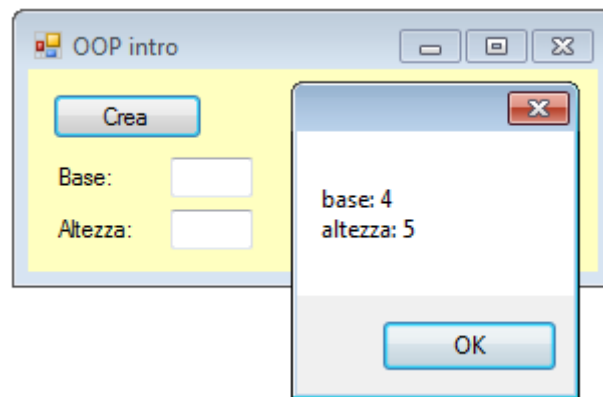 OOP intro
Crea
Base:
Altezza:
base: 4
altezza: 5
OK